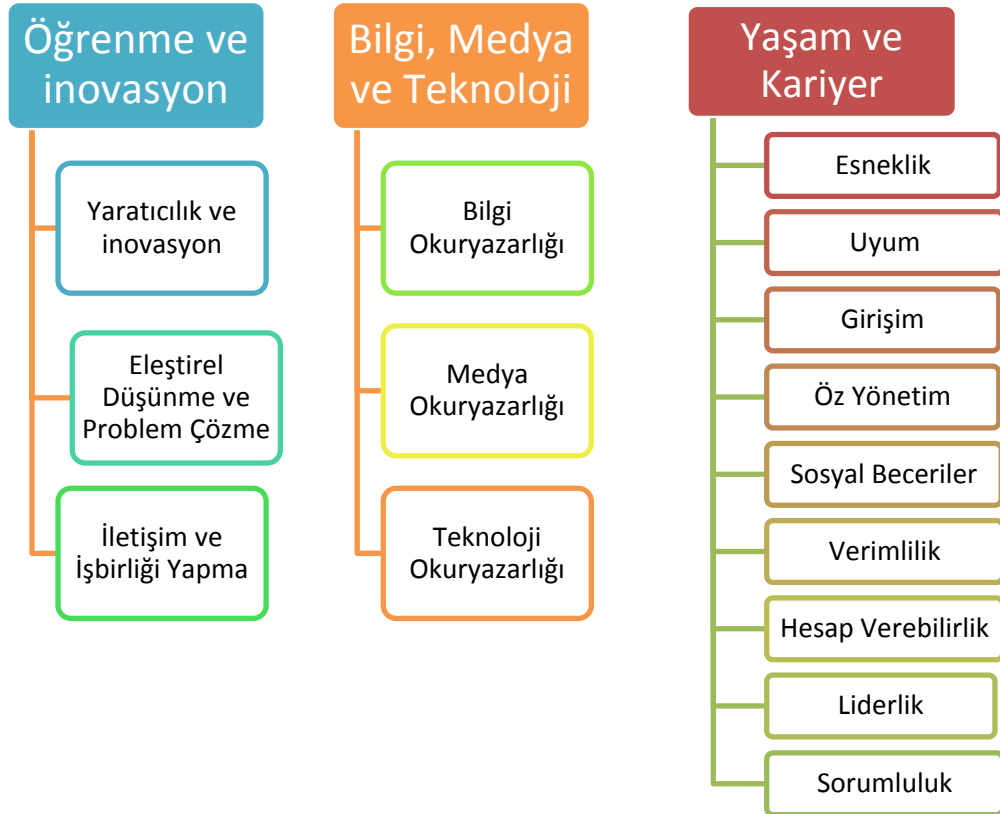 Öğrenme ve
inovasyon
Yaratıcılık ve
inovasyon
Eleştirel
Düşünme ve
Problem Çözme
İletişim ve
İşbirliği Yapma
Bilgi, Medya
ve Teknoloji
Bilgi
Okuryazarlığı
Medya
Okuryazarlığı
Teknoloji
Okuryazarlığı
Yaşam ve
Kariyer
Esneklik
Uyum
Girişim
Öz Yönetim
Sosyal Beceriler
Verimlilik
Hesap Verebilirlik
Liderlik
Sorumluluk